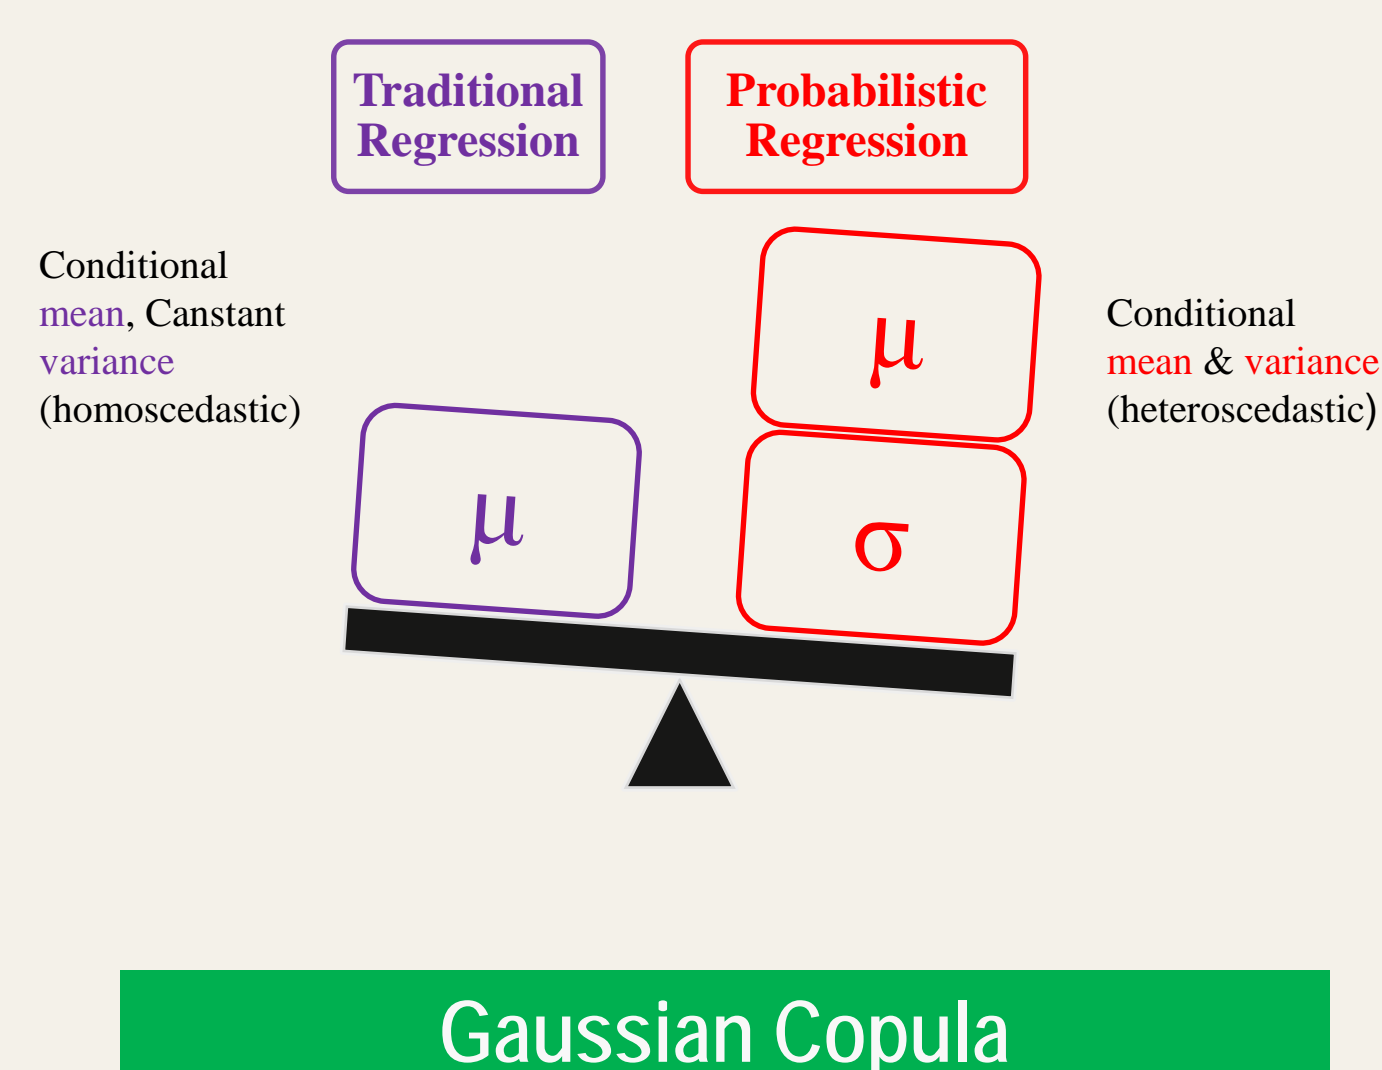 Traditional
Regression
Probabilistic
Regression
Conditional
mean, Canstant
variance
(homoscedastic)
μ
μ
σ
Conditional
mean & variance
(heteroscedastic)
Gaussian Copula